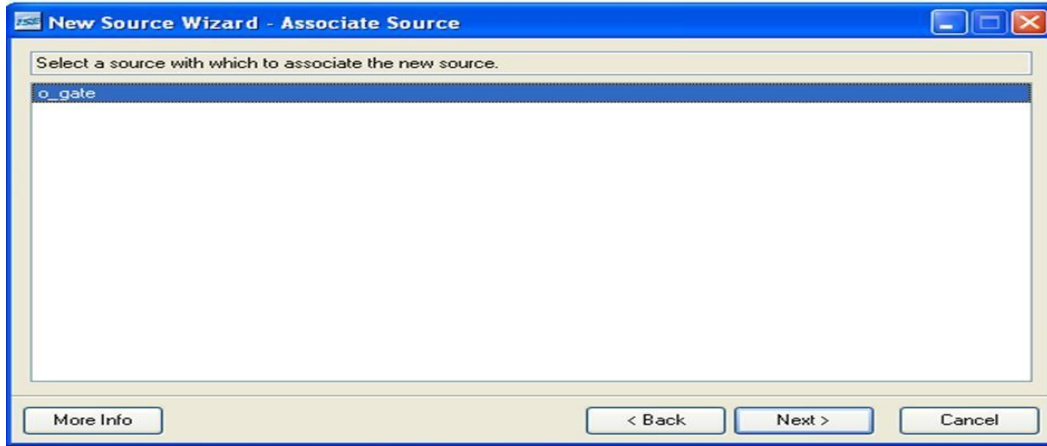 ISE New Source Wizard - Associate Source
Select a source with which to associate the new source.
o_gate
More Info < Back Next > Cancel